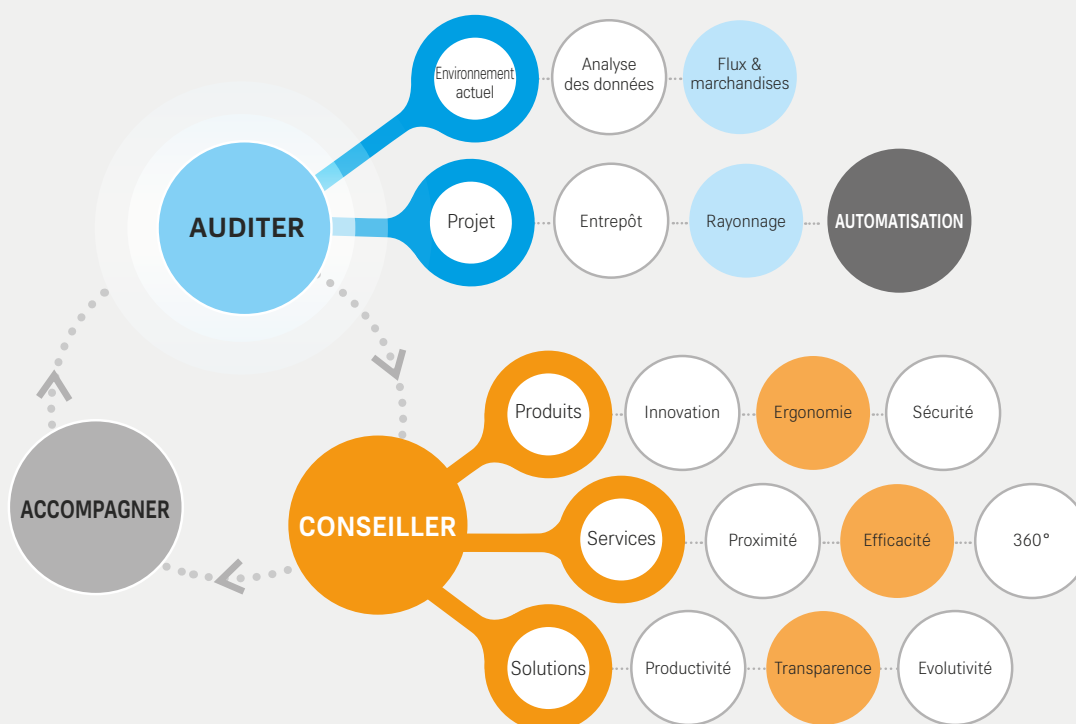 Environnement
actuel
Analyse
des données
Flux &
marchandises
AUDITER
Projet
Entrepôt
Rayonnage
AUTOMATISATION
Produits
Innovation
Ergonomie
Sécurité
ACCOMPAGNER
CONSEILLER
Services
Proximité
Efficacité
360°
Solutions
Productivité
Transparence
Evolutivité